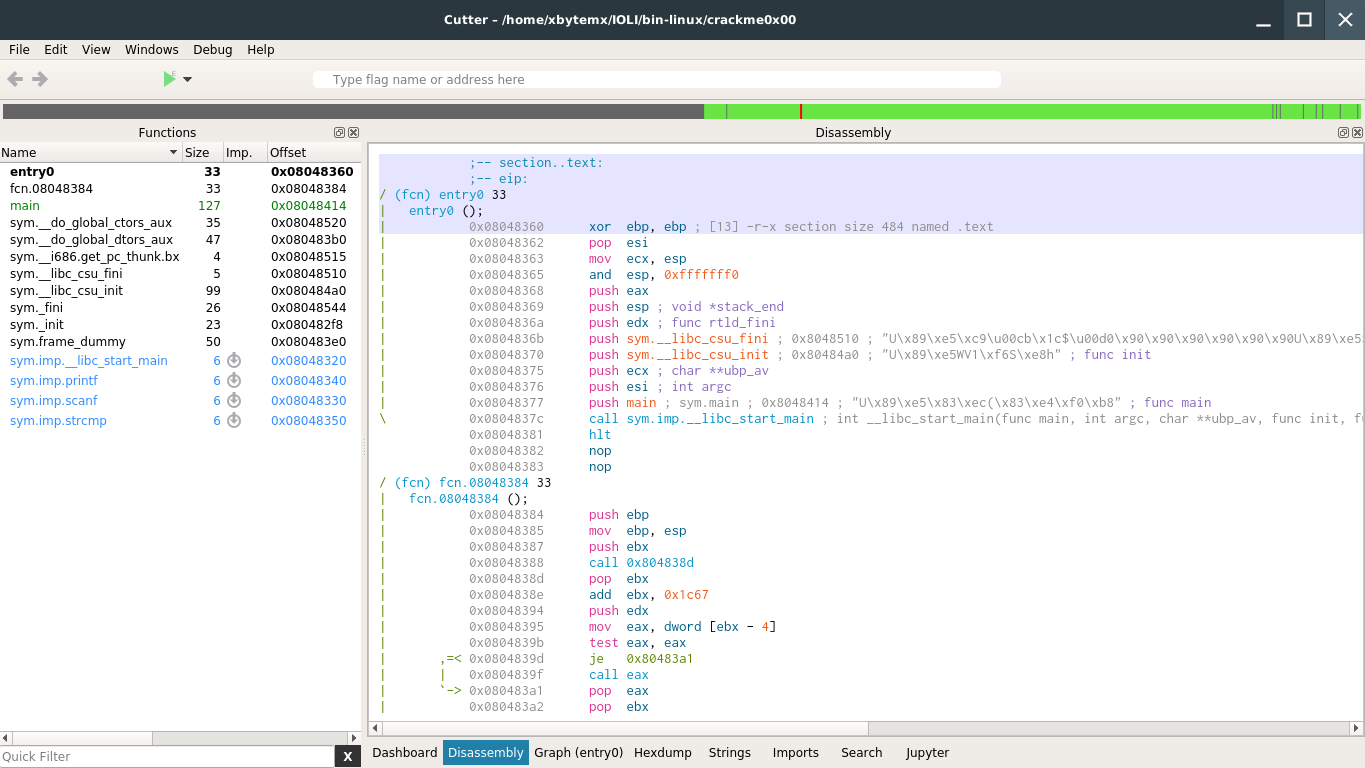 Cutter – /home/xbytemx/IOLI/bin-linux/crackme0x00
File Edit View Windows Debug Help
Type flag name or address here
Functions
Name Size Imp. Offset
entry0 33 0x08048360
fcn.08048384 33 0x08048384
main 127 0x08048414
sym.__do_global_ctors_aux 35 0x08048520
sym.__do_global_dtors_aux 47 0x080483b0
sym.__i686.get_pc_thunk.bx 4 0x08048515
sym.__libc_csu_fini 5 0x08048510
sym.__libc_csu_init 99 0x080484a0
sym._fini 26 0x08048544
sym._init 23 0x080482f8
sym.frame_dummy 50 0x080483e0
sym.imp.__libc_start_main 6 0x08048320
sym.imp.printf 6 0x08048340
sym.imp.scanf 6 0x08048330
sym.imp.strcmp 6 0x08048350
Quick Filter X
Disassembly
;-- section..text:
;-- eip:
/ (fcn) entry0 33
| entry0 ();
| 0x08048360 xor ebp, ebp ; [13] -r-x section size 484 named .text
| 0x08048362 pop esi
| 0x08048363 mov ecx, esp
| 0x08048365 and esp, 0xfffffff0
| 0x08048368 push eax
| 0x08048369 push esp ; void *stack_end
| 0x0804836a push edx ; func rtld_fini
| 0x0804836b push sym.__libc_csu_fini ; 0x8048510 ; "U\x89\xe5\xc9\u00cb\x1c$\u00d0\x90\x90\x90\x90\x90\x90U\x89\xe5
| 0x08048370 push sym.__libc_csu_init ; 0x80484a0 ; "U\x89\xe5WV1\xf6S\xe8h" ; func init
| 0x08048375 push ecx ; char **ubp_av
| 0x08048376 push esi ; int argc
| 0x08048377 push main ; sym.main ; 0x8048414 ; "U\x89\xe5\x83\xec(\x83\xe4\xf0\xb8" ; func main
\ 0x0804837c call sym.imp.__libc_start_main ; int __libc_start_main(func main, int argc, char **ubp_av, func init, fu
0x08048381 hlt
0x08048382 nop
0x08048383 nop
/ (fcn) fcn.08048384 33
| fcn.08048384 ();
| 0x08048384 push ebp
| 0x08048385 mov ebp, esp
| 0x08048387 push ebx
| 0x08048388 call 0x804838d
| 0x0804838d pop ebx
| 0x0804838e add ebx, 0x1c67
| 0x08048394 push edx
| 0x08048395 mov eax, dword [ebx - 4]
| 0x0804839b test eax, eax
| ,=< 0x0804839d je 0x80483a1
| | 0x0804839f call eax
| `-> 0x080483a1 pop eax
| 0x080483a2 pop ebx
Dashboard Disassembly Graph (entry0) Hexdump Strings Imports Search Jupyter